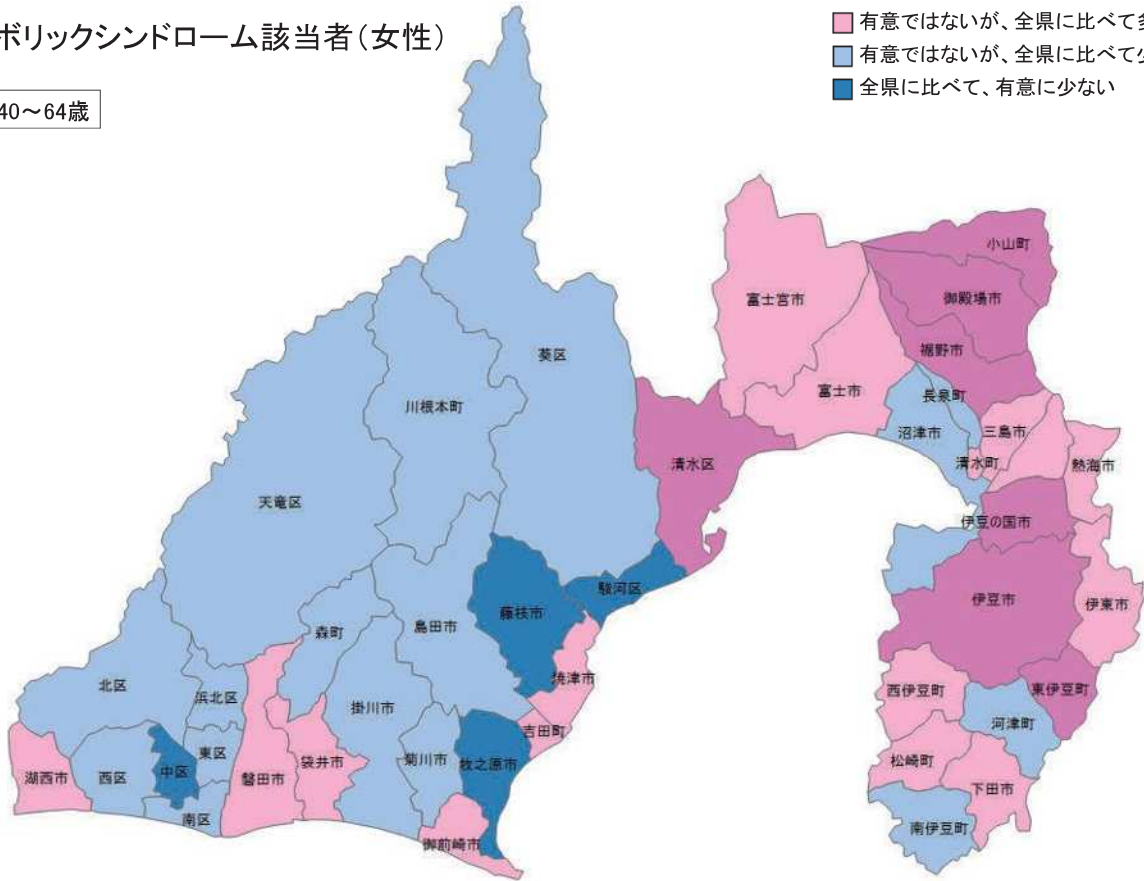 ボリックシンドローム該当者(女性)
40～64歳
有意ではないが、全県に比べて多
有意ではないが、全県に比べて少
全県に比べて、有意に少ない
小山町
御殿場市
富士宮市
裾野市
葵区
富士市
長泉町
川根本町
沼津市
三島市
清水町
熱海市
清水区
天竜区
伊豆の国市
駿河区
伊豆市
伊東市
藤枝市
島田市
森町
焼津市
北区
浜北区
西伊豆町
東伊豆町
掛川市
河津町
吉田町
東区
菊川市
牧之原市
袋井市
松崎町
湖西市
西区
中区
磐田市
下田市
南区
南伊豆町
御前崎市